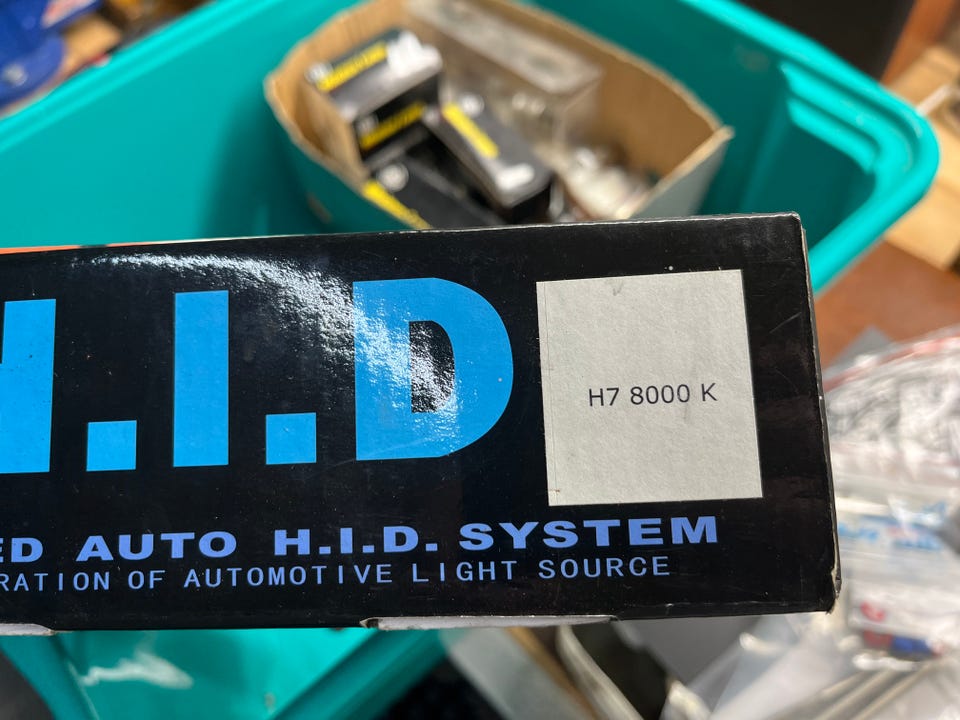 H.I.D
H7 8000 K
ED AUTO H.I.D. SYSTEM
RATION OF AUTOMOTIVE LIGHT SOURCE